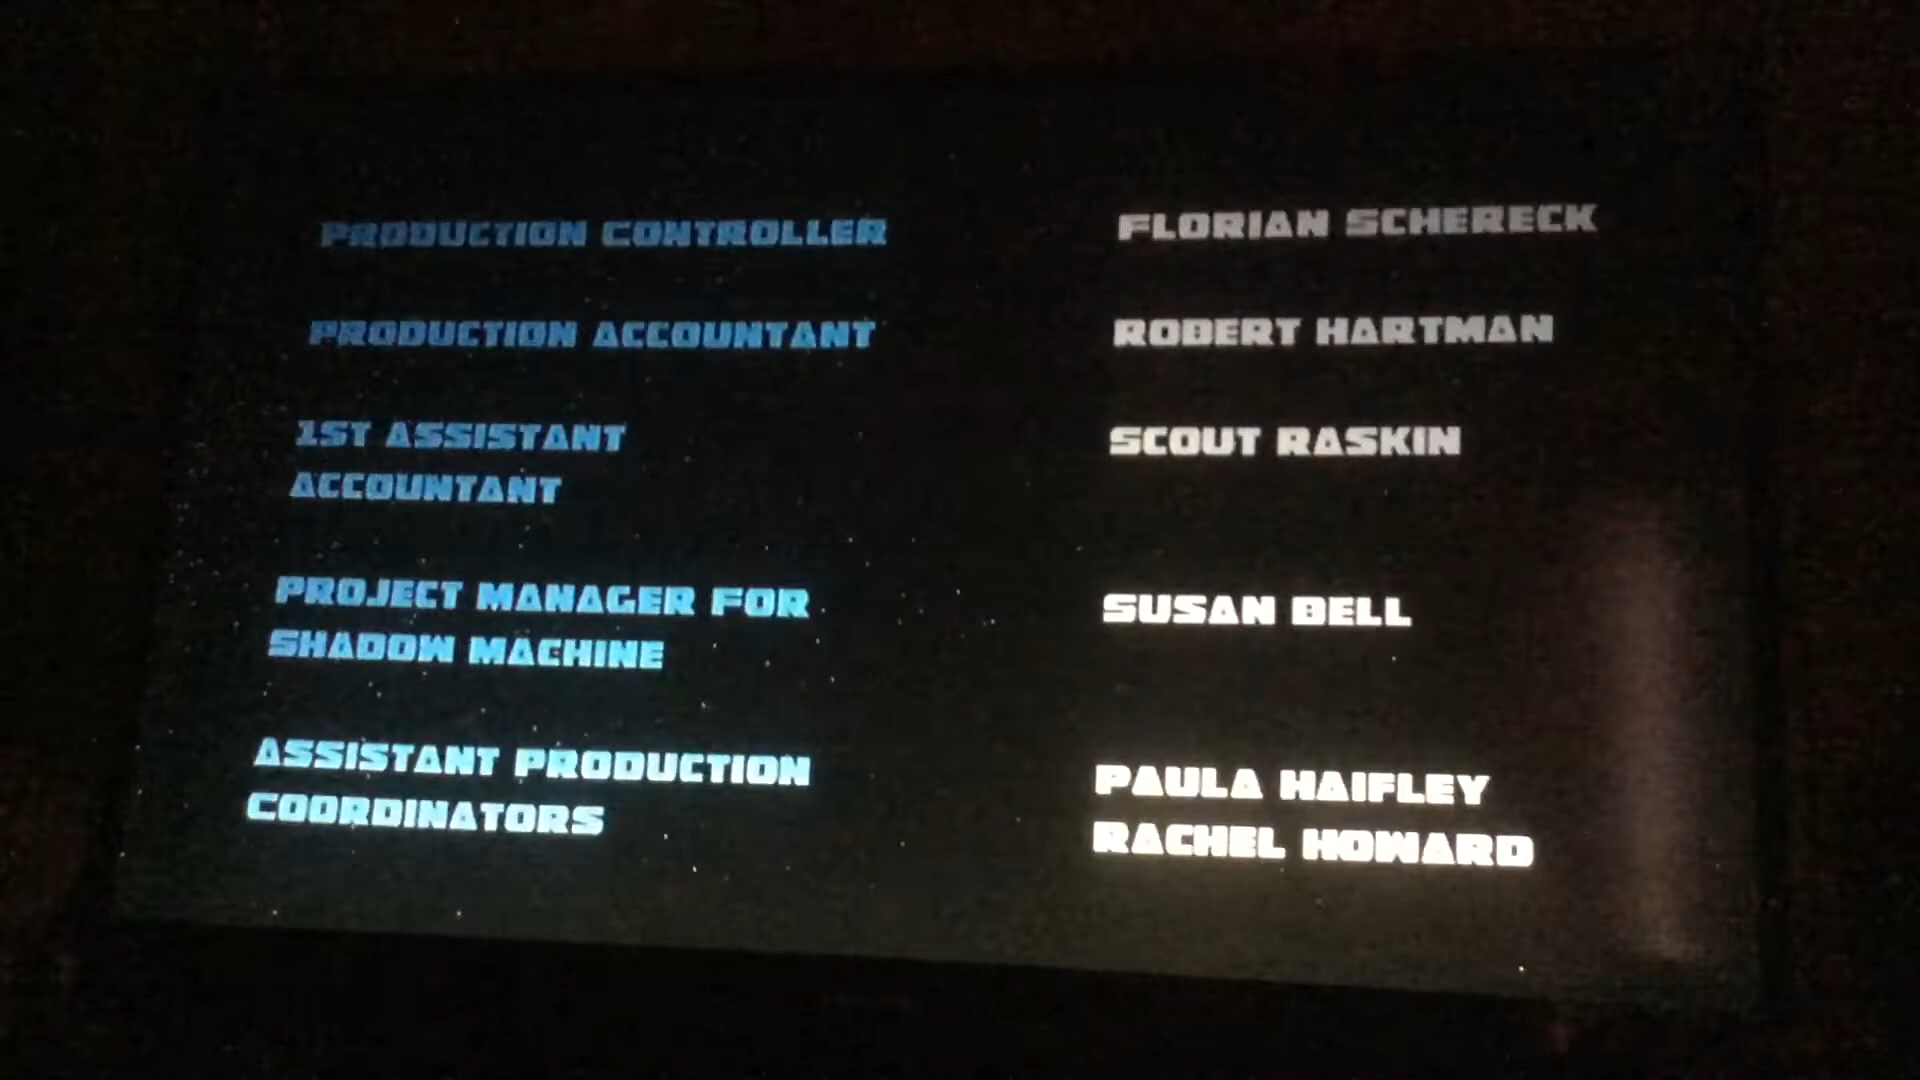 PRODUCTION CONTROLLER FLORIAN SCHERECK
PRODUCTION ACCOUNTANT ROBERT HARTMAN
1ST ASSISTANT SCOUT RASKIN
ACCOUNTANT
PROJECT MANAGER FOR SUSAN BELL
SHADOW MACHINE
ASSISTANT PRODUCTION PAULA HAIFLEY
COORDINATORS RACHEL HOWARD